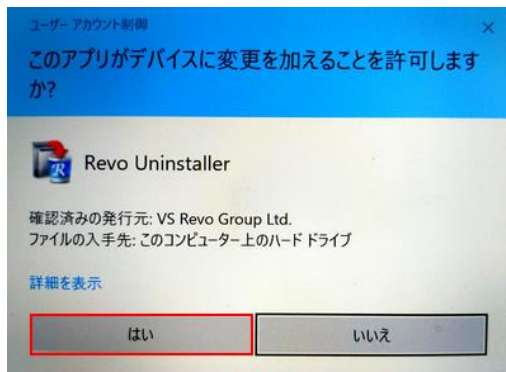 ユーザー アカウント制御
このアプリがデバイスに変更を加えることを許可します
か?
Revo Uninstaller
確認済みの発行元: VS Revo Group Ltd.
ファイルの入手先: このコンピューター上のハード ドライブ
詳細を表示
はい
いいえ